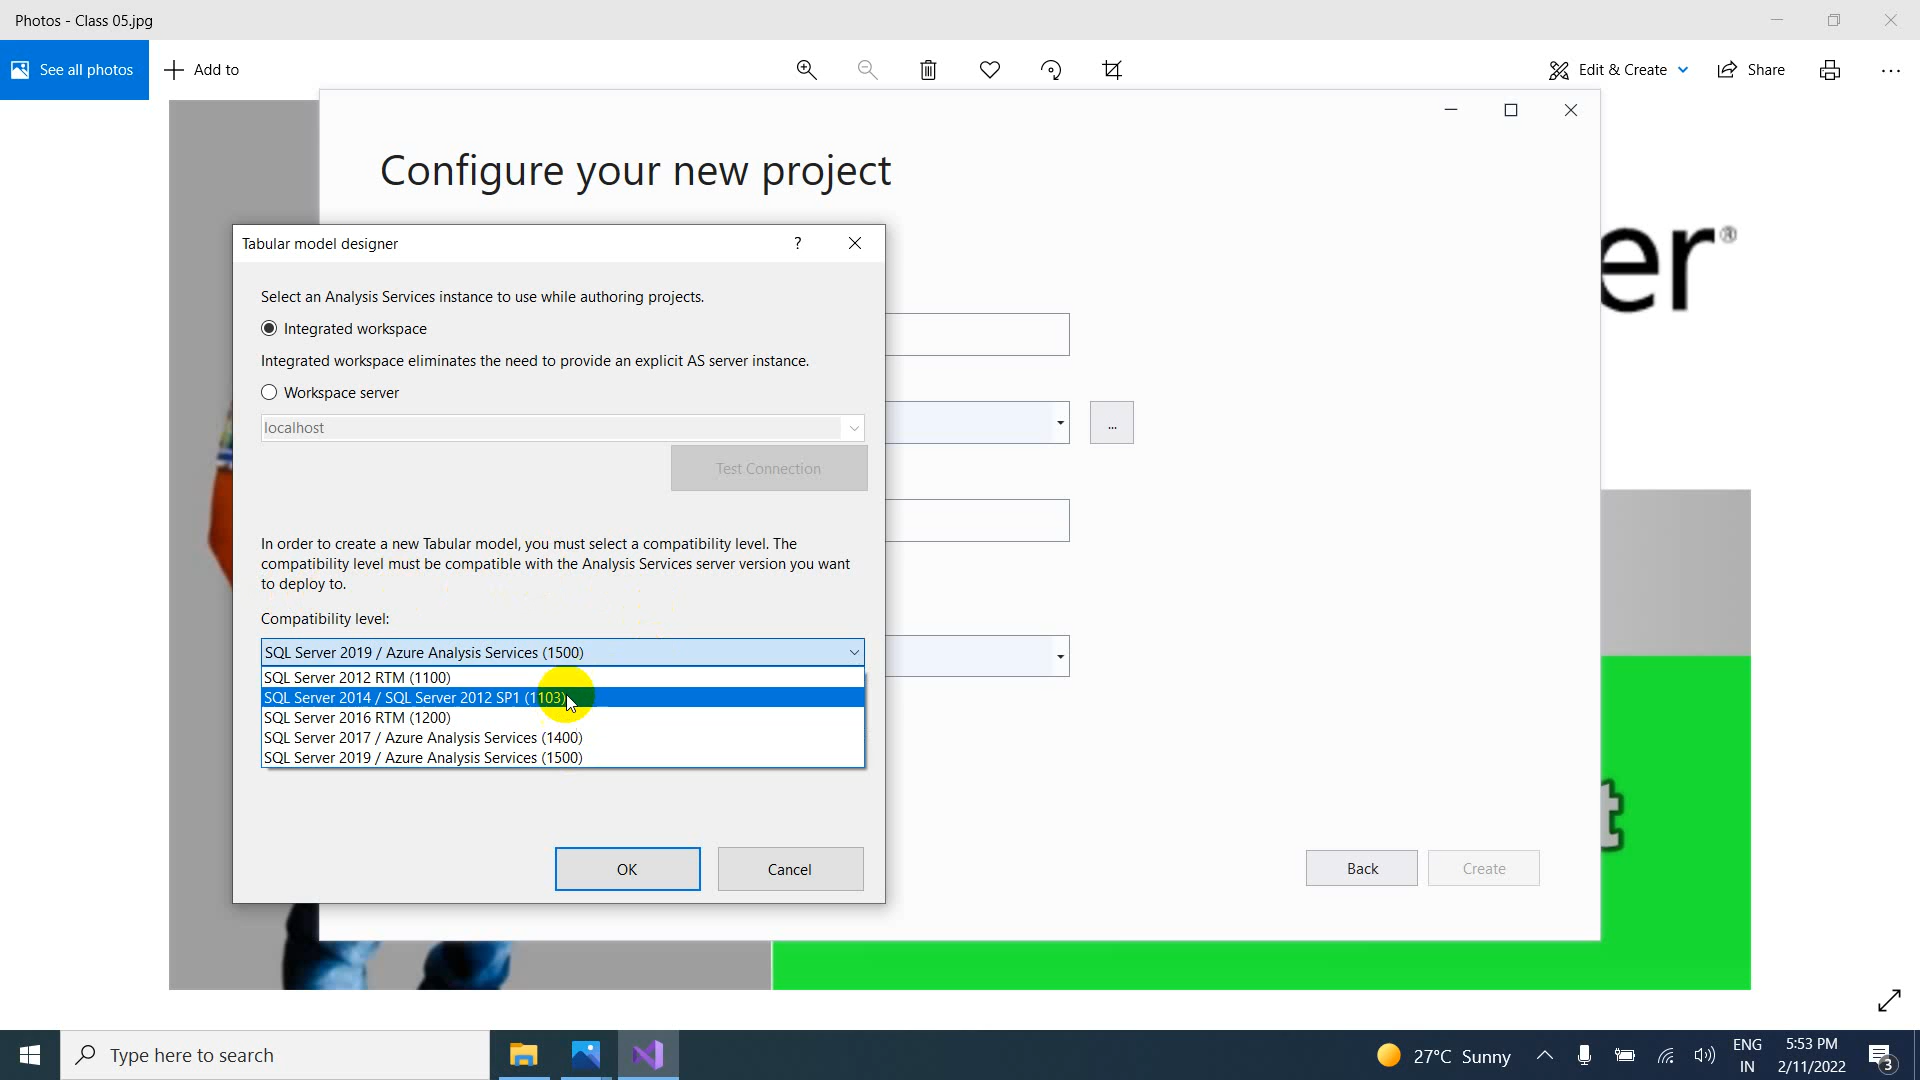 Photos - Class 05.jpg
See all photos
Add to
Edit & Create
Share
Configure your new project
er®
Tabular model designer
?
Select an Analysis Services instance to use while authoring projects.
Integrated workspace
Integrated workspace eliminates the need to provide an explicit AS server instance.
Workspace server
localhost
...
Test Connection
In order to create a new Tabular model, you must select a compatibility level. The
compatibility level must be compatible with the Analysis Services server version you want
to deploy to.
Compatibility level:
SQL Server 2019 / Azure Analysis Services (1500)
SQL Server 2012 RTM (1100)
SQL Server 2014 / SQL Server 2012 SP1 (1103)
SQL Server 2016 RTM (1200)
SQL Server 2017 / Azure Analysis Services (1400)
SQL Server 2019 / Azure Analysis Services (1500)
t
OK
Cancel
Back
Create
Type here to search
27°C Sunny
ENG
IN
5:53 PM
2/11/2022
3